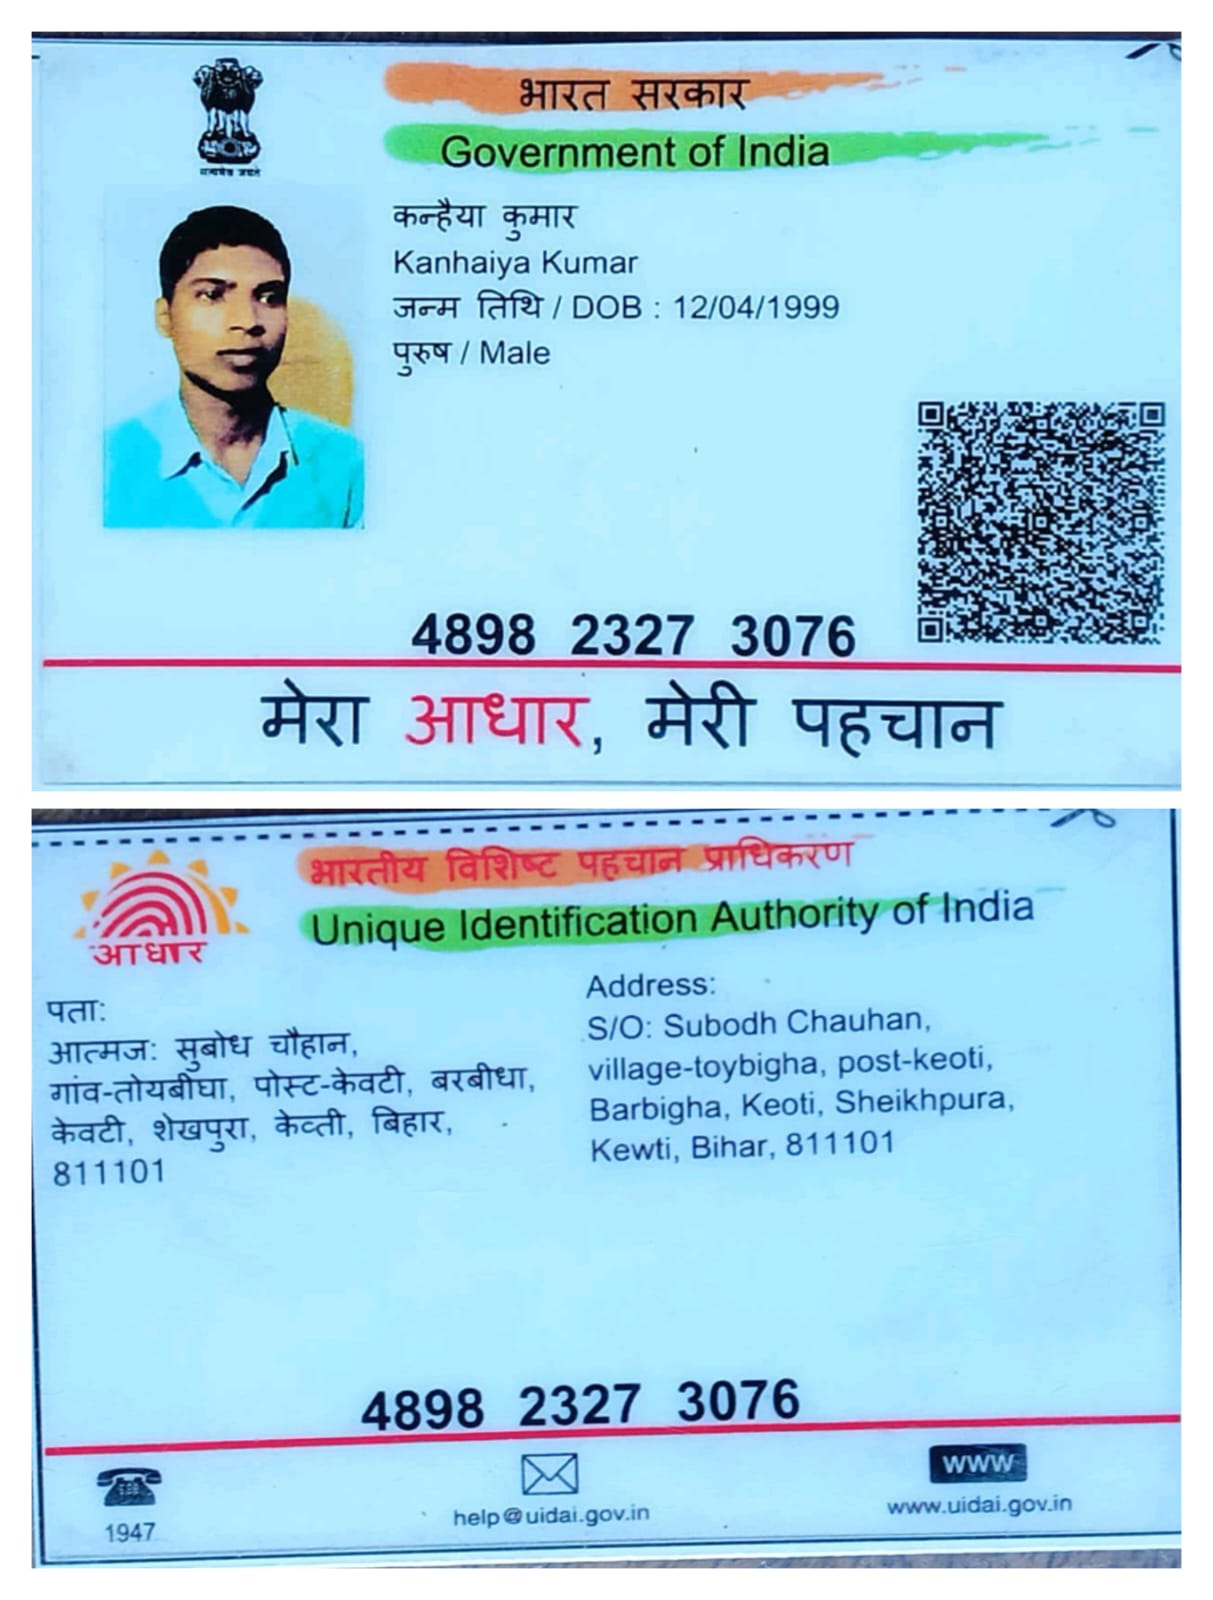 भारत सरकार
Government of India
सत्यमेव जयते
कन्हैया कुमार
Kanhaiya Kumar
जन्म तिथि / DOB : 12/04/1999
पुरुष / Male
4898 2327 3076
मेरा आधार, मेरी पहचान
भारतीय विशिष्ट पहचान प्राधिकरण
Unique Identification Authority of India
आधार
पता:
आत्मज: सुबोध चौहान,
गांव-तोयबीघा, पोस्ट-केवटी, बरबीधा,
केवटी, शेखपुरा, केव्ती, बिहार,
811101
Address:
S/O: Subodh Chauhan,
village-toybigha, post-keoti,
Barbigha, Keoti, Sheikhpura,
Kewti, Bihar, 811101
4898 2327 3076
1947
help@uidai.gov.in
www
www.uidai.gov.in